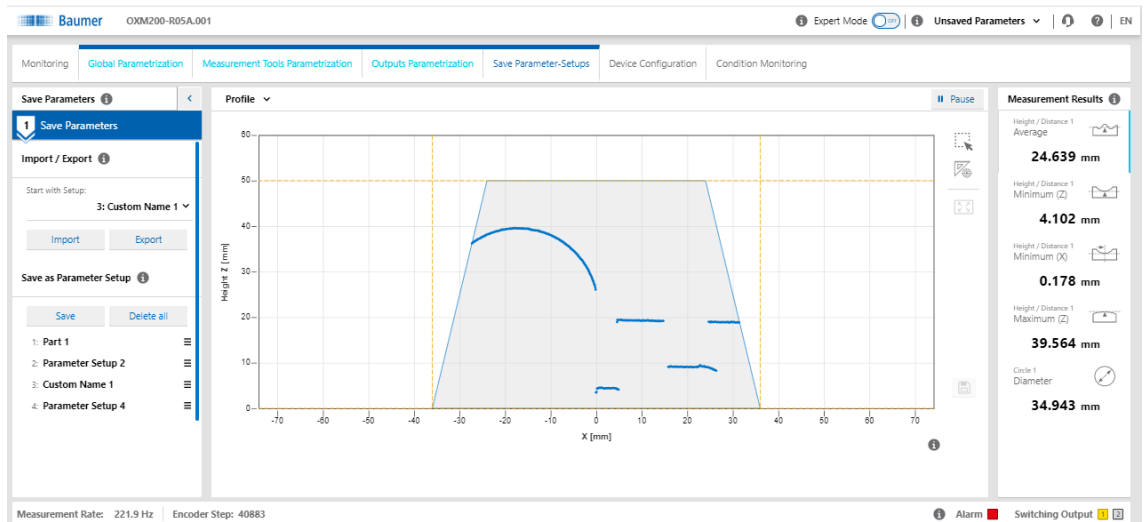 Baumer OXM200-R05A.001 Expert Mode OFF Unsaved Parameters EN
Monitoring Global Parametrization Measurement Tools Parametrization Outputs Parametrization Save Parameter-Setups Device Configuration Condition Monitoring
Save Parameters
1 Save Parameters
Import / Export
Start with Setup:
3: Custom Name 1
Import Export
Save as Parameter Setup
Save Delete all
1: Part 1
2: Parameter Setup 2
3: Custom Name 1
4: Parameter Setup 4
Profile
Pause
60
50
40
30
20
10
0
Height Z [mm]
-70 -60 -50 -40 -30 -20 -10 0 10 20 30 40 50 60 70
X [mm]
Measurement Results
Height / Distance 1
Average
24.639 mm
Height / Distance 1
Minimum (Z)
4.102 mm
Height / Distance 1
Minimum (X)
0.178 mm
Height / Distance 1
Maximum (Z)
39.564 mm
Circle 1
Diameter
34.943 mm
Measurement Rate: 221.9 Hz Encoder Step: 40883 Alarm Switching Output 1 2